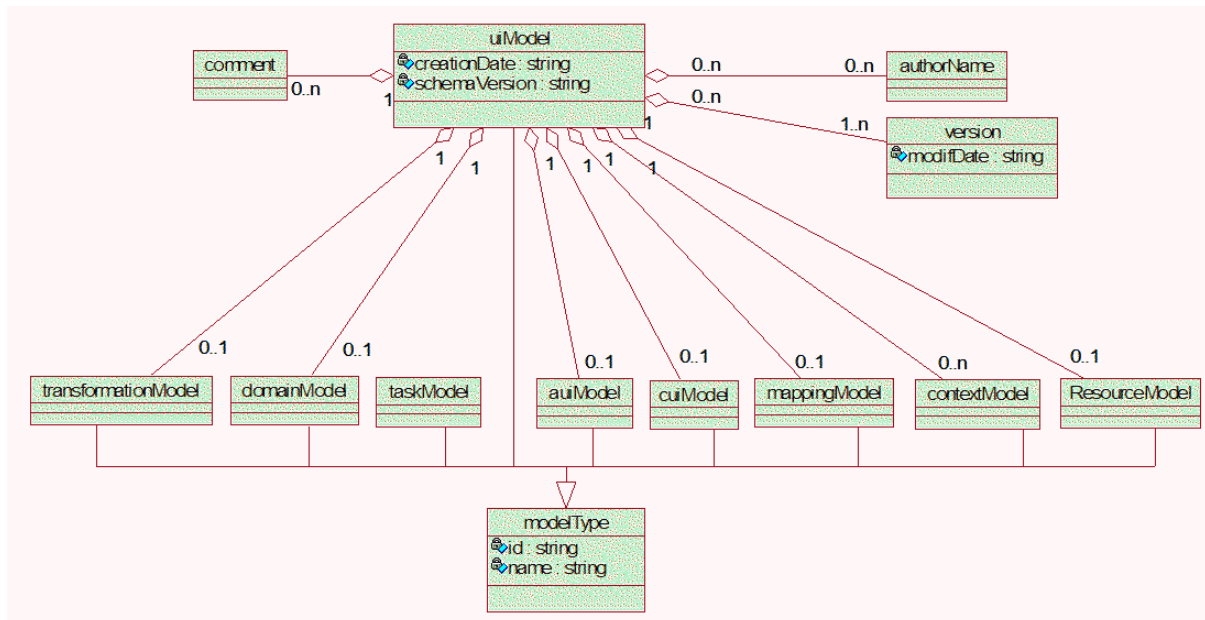 uiModel
creationDate : string
schemaVersion : string
comment
0..n
1
0..n
0..n
authorName
0..n
1..n
version
modifDate : string
1
1
1
1
1
1
1
1
0..1
0..1
0..1
0..1
0..1
0..n
0..1
transformationModel
domainModel
taskModel
auiModel
cuiModel
mappingModel
contextModel
ResourceModel
modelType
id : string
name : string